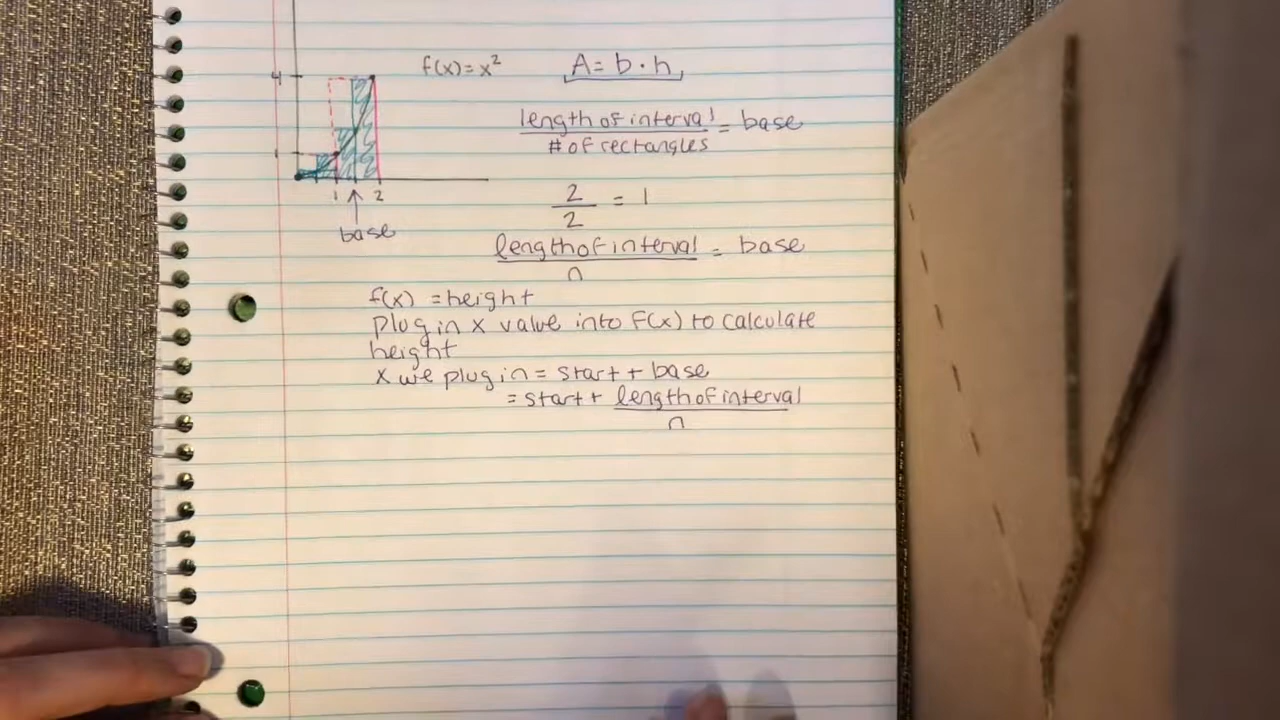 f(x)=x²
A=b·h
4
length of interval = base
# of rectangles
1
1 2
2 = 1
2
base
length of interval = base
n
f(x) = height
plug in x value into f(x) to calculate
height
x we plug in = start + base
= start + length of interval
n